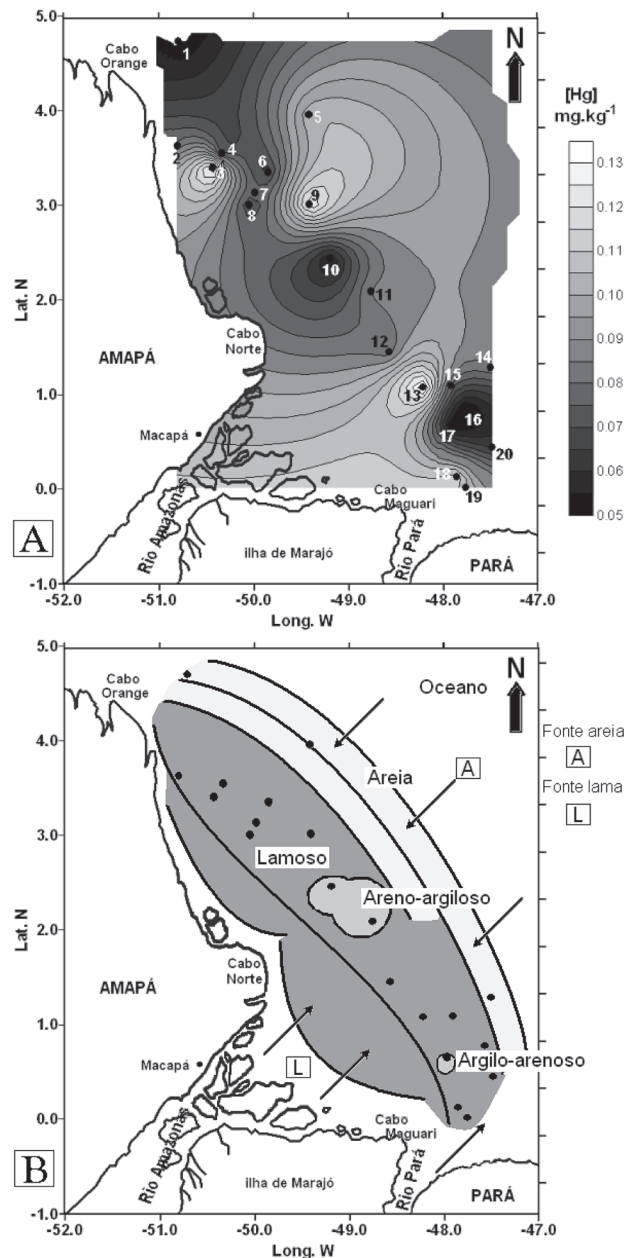 5.0
4.0
3.0
2.0
1.0
0.0
-1.0
Lat. N
Cabo
Orange
1
2
3
4
5
6
7
8
9
10
11
12
13
14
15
16
17
18
19
20
N
[Hg]
mg.kg-1
0.13
0.12
0.11
0.10
0.09
0.08
0.07
0.06
0.05
AMAPÁ
Cabo
Norte
Macapá
Rio Amazonas
ilha de Marajó
Cabo
Maguari
Rio Pará
PARÁ
A
-52.0
-51.0
-50.0
-49.0
-48.0
-47.0
Long. W
5.0
4.0
3.0
2.0
1.0
0.0
-1.0
Lat. N
Cabo
Orange
Oceano
N
Fonte areia
A
Fonte lama
L
Areia
A
Lamoso
Areno-argiloso
Argilo-arenoso
L
AMAPÁ
Cabo
Norte
Macapá
Rio Amazonas
ilha de Marajó
Cabo
Maguari
Rio Pará
PARÁ
B
-52.0
-51.0
-50.0
-49.0
-48.0
-47.0
Long. W